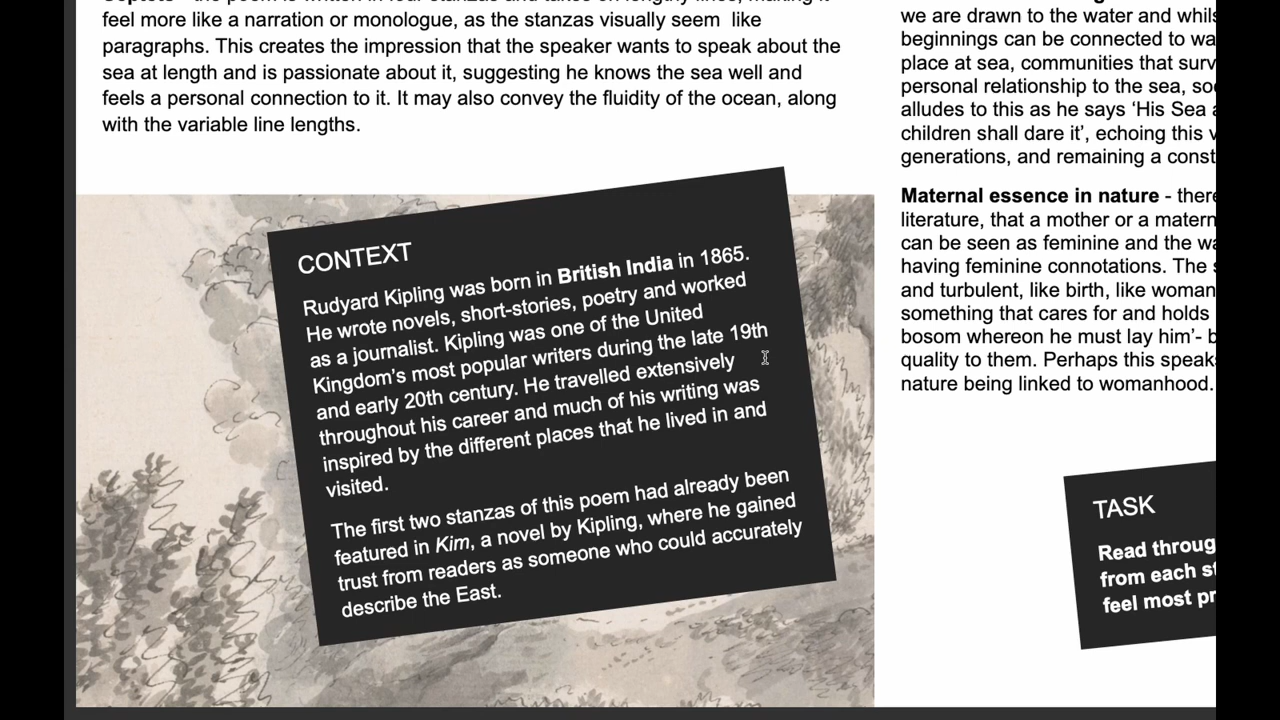 feel more like a narration or monologue, as the stanzas visually seem like
paragraphs. This creates the impression that the speaker wants to speak about the
sea at length and is passionate about it, suggesting he knows the sea well and
feels a personal connection to it. It may also convey the fluidity of the ocean, along
with the variable line lengths.
CONTEXT
Rudyard Kipling was born in British India in 1865.
He wrote novels, short-stories, poetry and worked
as a journalist. Kipling was one of the United
Kingdom's most popular writers during the late 19th
and early 20th century. He travelled extensively
throughout his career and much of his writing was
inspired by the different places that he lived in and
visited.
The first two stanzas of this poem had already been
featured in Kim, a novel by Kipling, where he gained
trust from readers as someone who could accurately
describe the East.
we are drawn to the water and whils
beginnings can be connected to wa
place at sea, communities that surv
personal relationship to the sea, so
alludes to this as he says ‘His Sea
children shall dare it’, echoing this
generations, and remaining a const
Maternal essence in nature - there
literature, that a mother or a matern
can be seen as feminine and the wa
having feminine connotations. The
and turbulent, like birth, like woman
something that cares for and holds
bosom whereon he must lay him’- b
quality to them. Perhaps this speak
nature being linked to womanhood.
TASK
Read throug
from each st
feel most pr